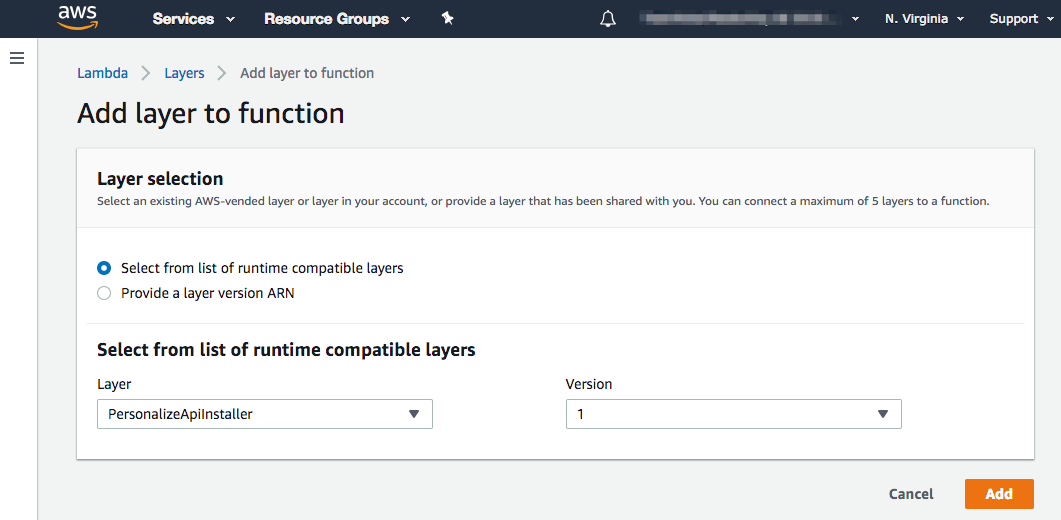 aws Services Resource Groups N. Virginia Support
Lambda Layers Add layer to function
Add layer to function
Layer selection
Select an existing AWS-vended layer or layer in your account, or provide a layer that has been shared with you. You can connect a maximum of 5 layers to a function.
Select from list of runtime compatible layers
Provide a layer version ARN
Select from list of runtime compatible layers
Layer Version
PersonalizeApiInstaller 1
Cancel Add